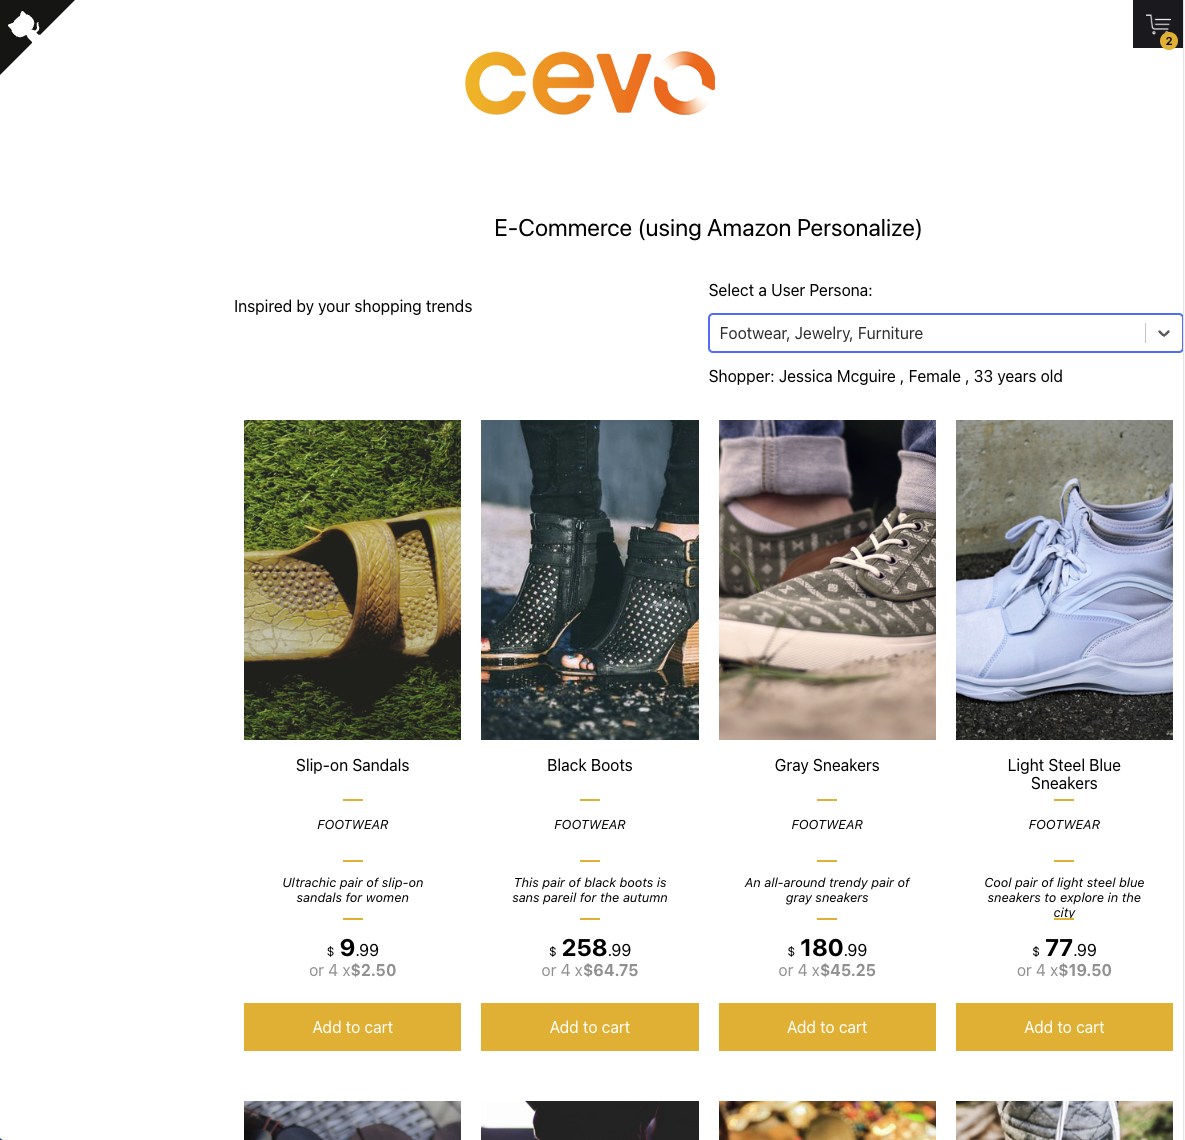 2
cevo
E-Commerce (using Amazon Personalize)
Select a User Persona:
Inspired by your shopping trends
Footwear, Jewelry, Furniture
Shopper: Jessica Mcguire , Female , 33 years old
Slip-on Sandals
FOOTWEAR
Ultrachic pair of slip-on
sandals for women
$ 9.99
or 4 x$2.50
Add to cart
Black Boots
FOOTWEAR
This pair of black boots is
sans pareil for the autumn
$ 258.99
or 4 x$64.75
Add to cart
Gray Sneakers
FOOTWEAR
An all-around trendy pair of
gray sneakers
$ 180.99
or 4 x$45.25
Add to cart
Light Steel Blue
Sneakers
FOOTWEAR
Cool pair of light steel blue
sneakers to explore in the
city
$ 77.99
or 4 x$19.50
Add to cart